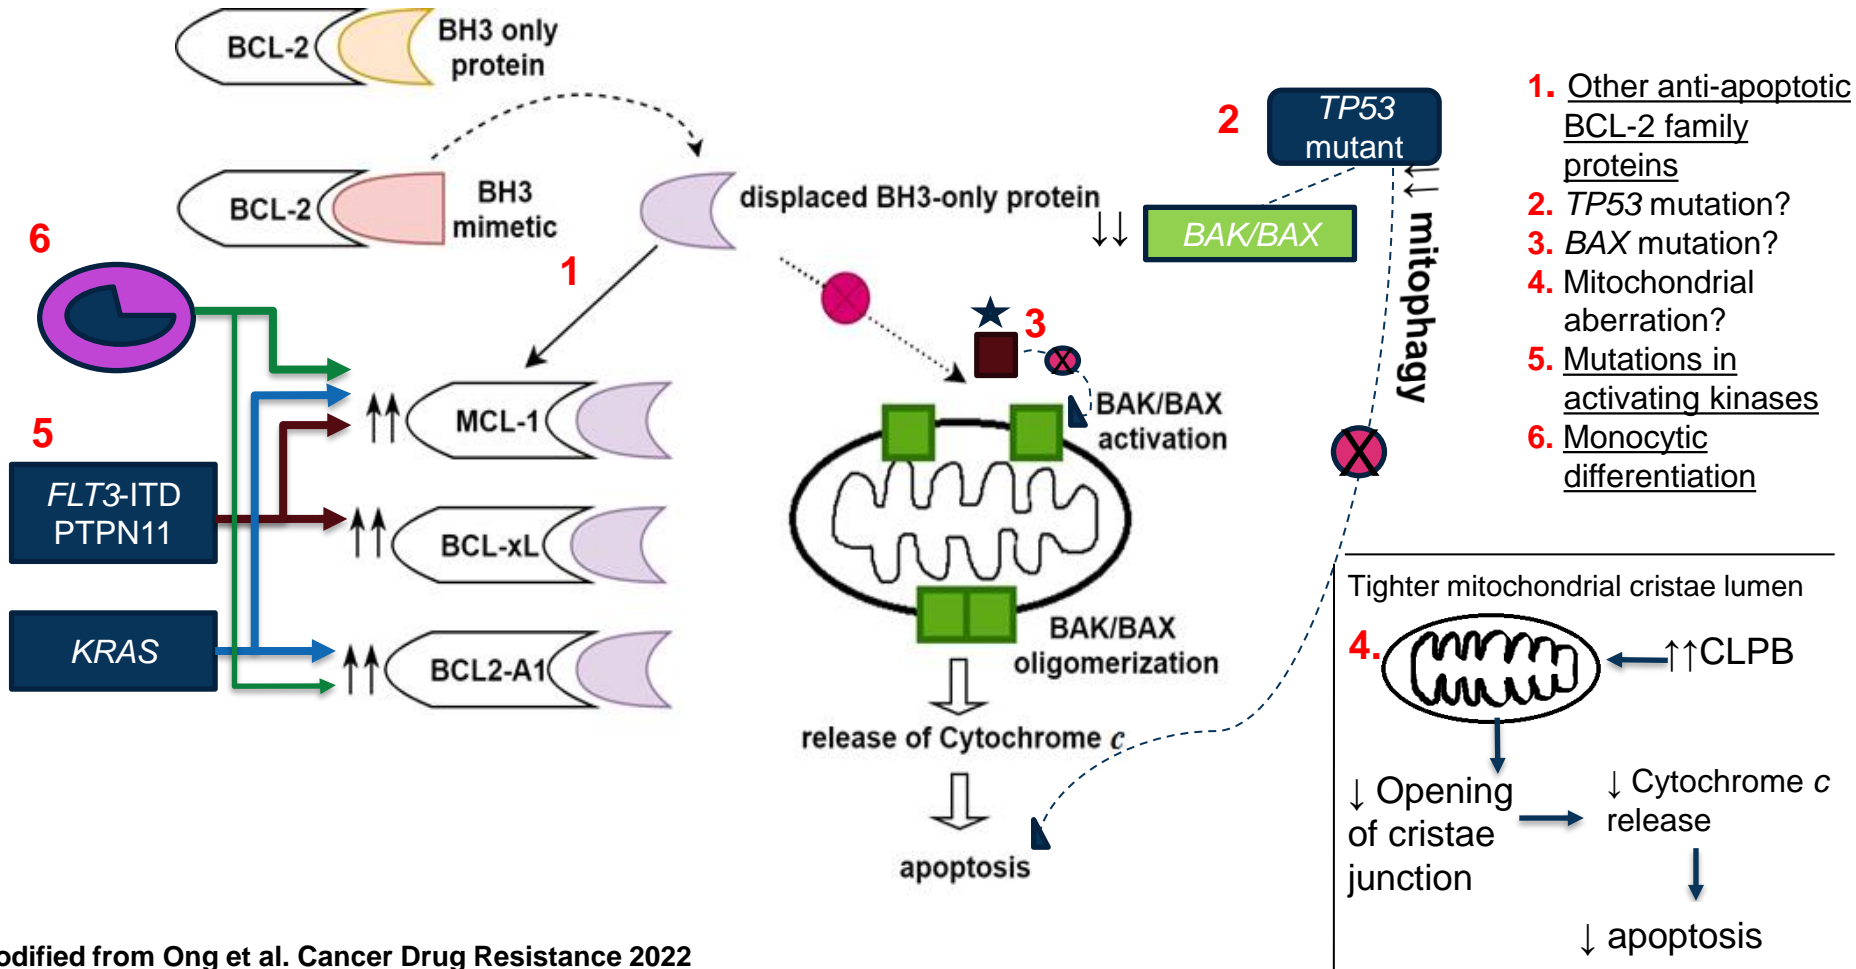 BCL-2
BH3 only
protein
BCL-2
BH3
mimetic
displaced BH3-only protein
2
TP53
mutant
↓↓
BAK/BAX
↓↓ mitophagy
1. Other anti-apoptotic
BCL-2 family
proteins
2. TP53 mutation?
3. BAX mutation?
4. Mitochondrial
aberration?
5. Mutations in
activating kinases
6. Monocytic
differentiation
6
1
3
X
X
BAK/BAX
activation
↑↑
MCL-1
5
FLT3-ITD
PTPN11
↑↑
BCL-xL
KRAS
↑↑
BCL2-A1
BAK/BAX
oligomerization
release of Cytochrome c
apoptosis
Tighter mitochondrial cristae lumen
4.
↑↑CLPB
↓ Opening
of cristae
junction
↓ Cytochrome c
release
↓ apoptosis
odified from Ong et al. Cancer Drug Resistance 2022